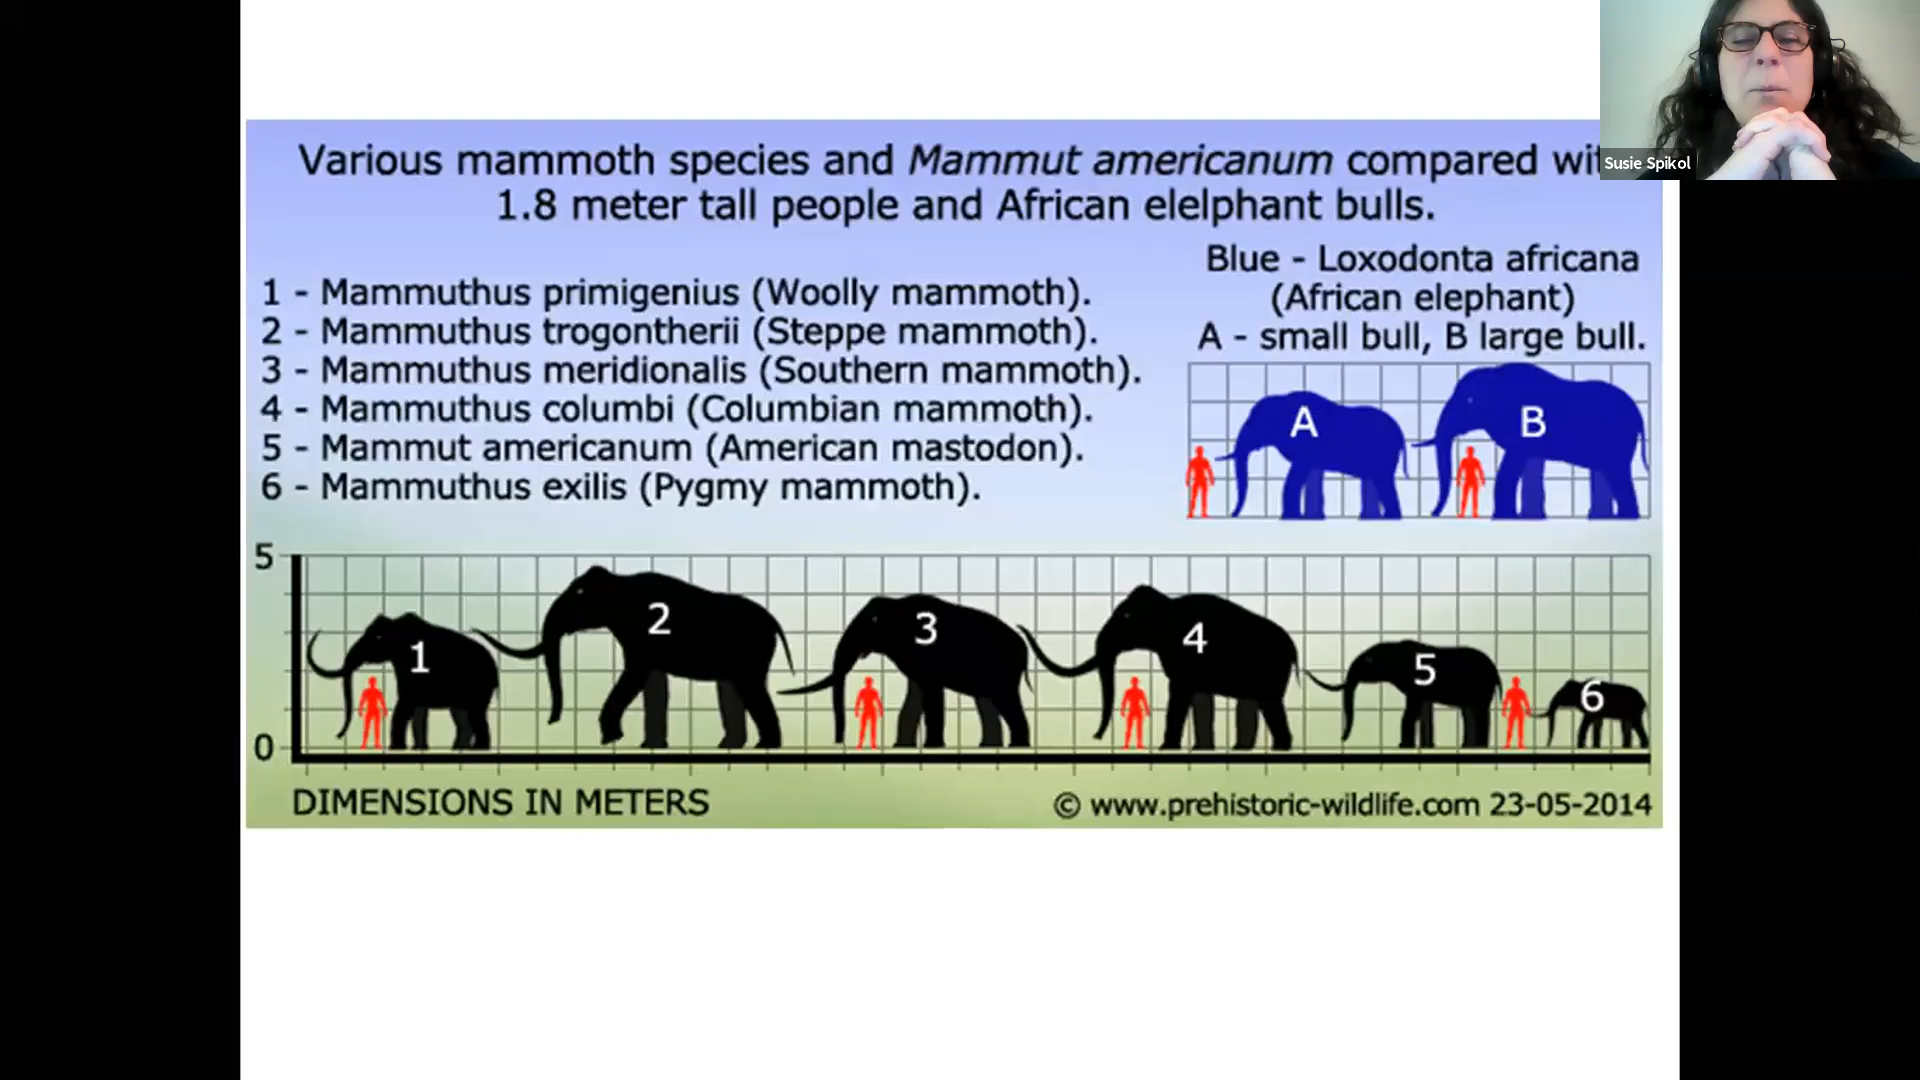 Various mammoth species and Mammut americanum compared
1.8 meter tall people and African elelphant bulls.
Susie Spikol
1 - Mammuthus primigenius (Woolly mammoth).
2 - Mammuthus trogontherii (Steppe mammoth).
3 - Mammuthus meridionalis (Southern mammoth).
4 - Mammuthus columbi (Columbian mammoth).
5 - Mammut americanum (American mastodon).
6 - Mammuthus exilis (Pygmy mammoth).
Blue - Loxodonta africana
(African elephant)
A - small bull, B large bull.
A B
5
1 2 3 4 5 6
0
DIMENSIONS IN METERS
© www.prehistoric-wildlife.com 23-05-2014